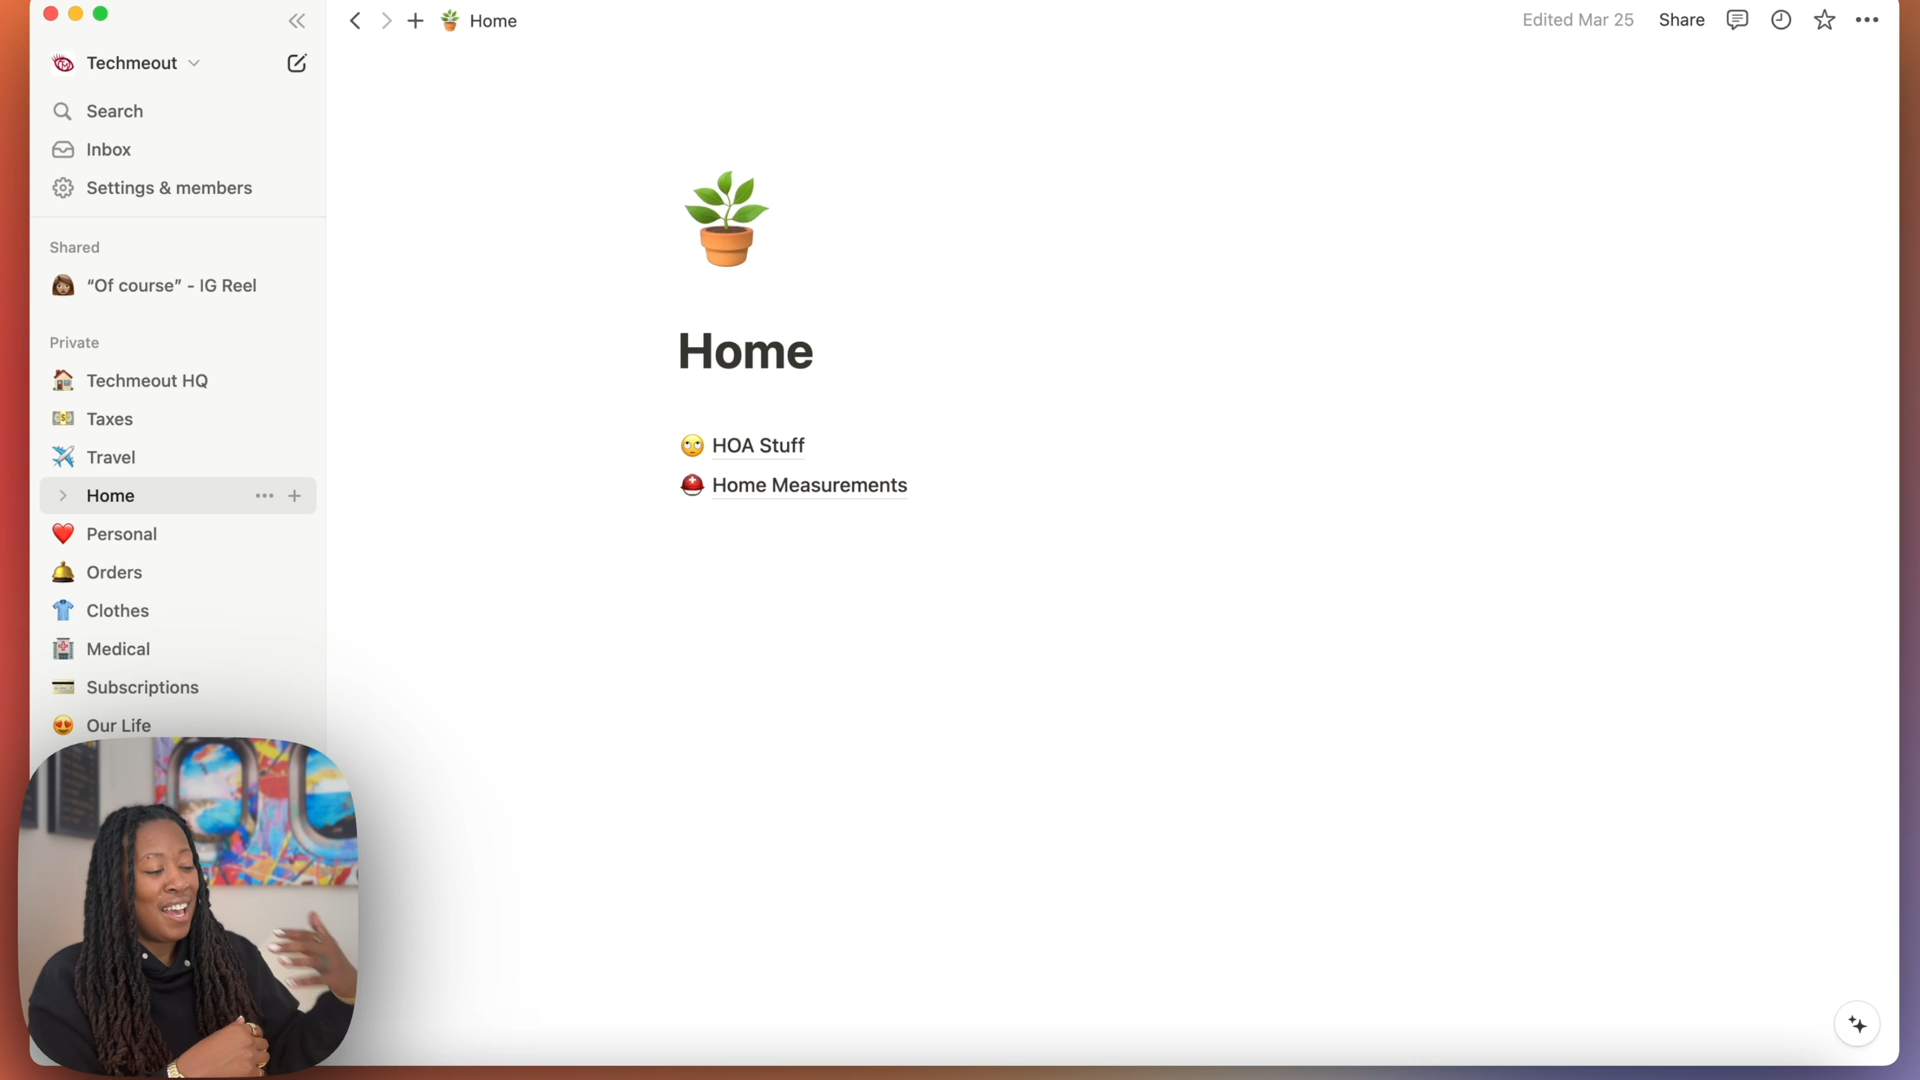 Home
Edited Mar 25
Share
Techmeout
Search
Inbox
Settings & members
Shared
“Of course” - IG Reel
Private
Techmeout HQ
Taxes
Travel
Home
Personal
Orders
Clothes
Medical
Subscriptions
Our Life
Home
HOA Stuff
Home Measurements